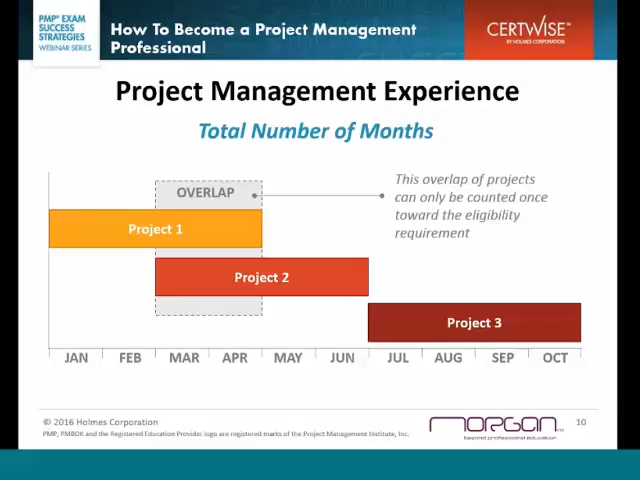 PMP® EXAM
SUCCESS
STRATEGIES
WEBINAR SERIES
How To Become a Project Management
Professional
CERTWISE™
BY HOLMES CORPORATION
Project Management Experience
Total Number of Months
OVERLAP
This overlap of projects
can only be counted once
toward the eligibility
requirement
Project 1
Project 2
Project 3
JAN FEB MAR APR MAY JUN JUL AUG SEP OCT
© 2016 Holmes Corporation
PMP, PMBOK and the Registered Education Provider logo are registered marks of the Project Management Institute, Inc.
MORGAN
beyond professional education
10